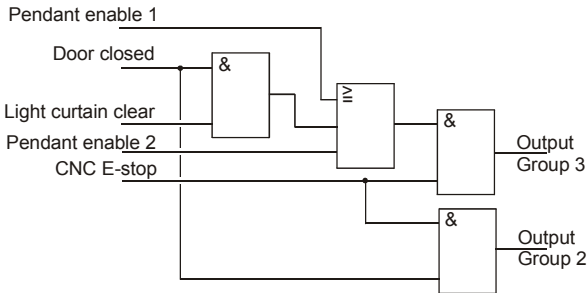 Pendant enable 1
Door closed
&
Light curtain clear
≥
Pendant enable 2
&
CNC E-stop
Output
Group 3
&
Output
Group 2